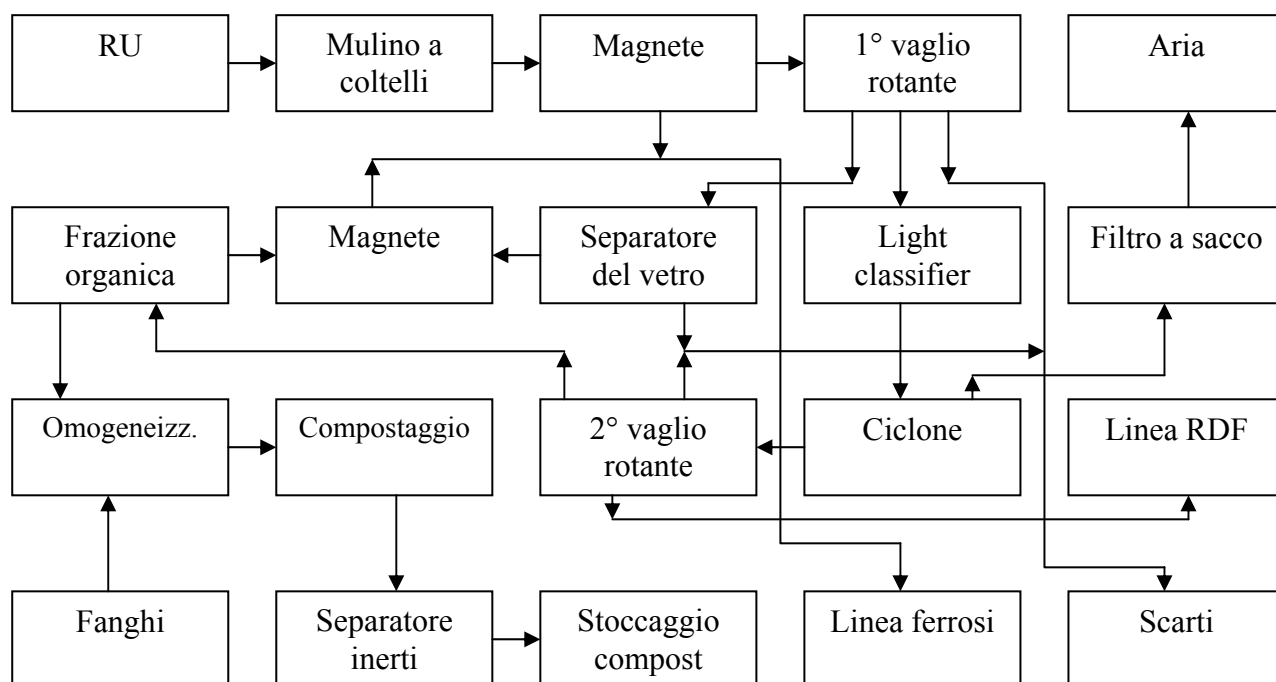 RU
Mulino a
coltelli
Magnete
1° vaglio
rotante
Aria
Frazione
organica
Magnete
Separatore
del vetro
Light
classifier
Filtro a sacco
Omogeneizz.
Compostaggio
2° vaglio
rotante
Ciclone
Linea RDF
Fanghi
Separatore
inerti
Stoccaggio
compost
Linea ferrosi
Scarti